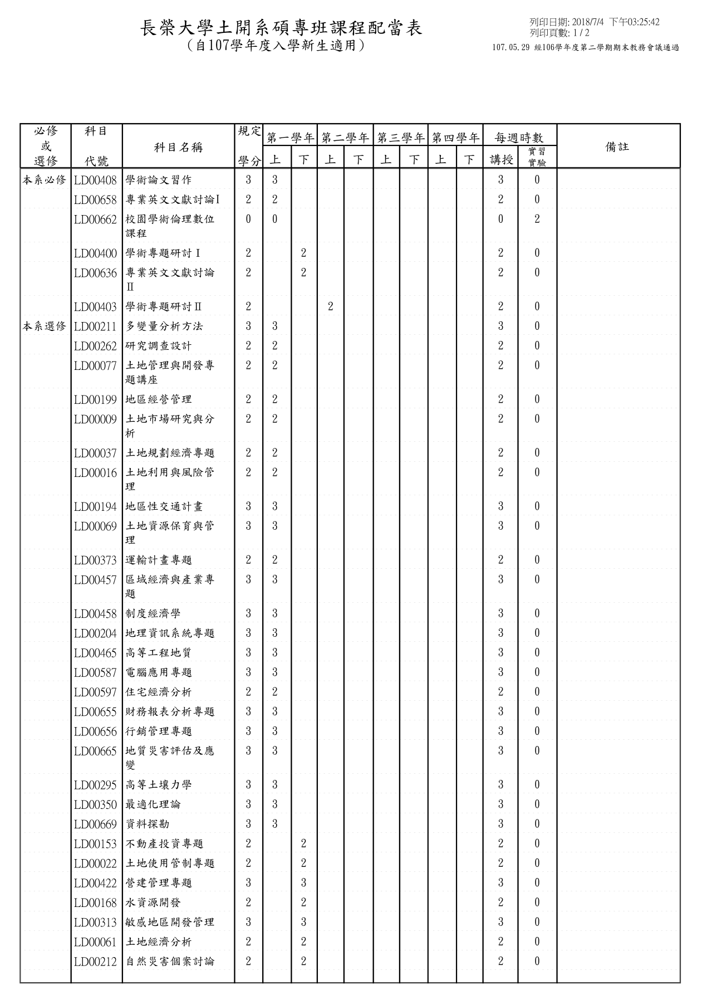 長榮大學土開系碩專班課程配當表
（自107學年度入學新生適用）
列印日期: 2018/7/4 下午03:25:42
列印頁數: 1 / 2
107.05.29 經106學年度第二學期期末教務會議通過
必修 或 選修 科目 代號 科目名稱 規定 學分 第一學年 第二學年 第三學年 第四學年 每週時數 備註
上 下 上 下 上 下 上 下 講授 實習 實驗
本系必修 LD00408 學術論文習作 3 3 3 0
LD00658 專業英文文獻討論I 2 2 2 0
LD00662 校園學術倫理數位 0 0 0 2
課程
LD00400 學術專題研討Ⅰ 2 2 2 0
LD00636 專業英文文獻討論 2 2 2 0
Ⅱ
LD00403 學術專題研討Ⅱ 2 2 2 0
本系選修 LD00211 多變量分析方法 3 3 3 0
LD00262 研究調查設計 2 2 2 0
LD00077 土地管理與開發專 2 2 2 0
題講座
LD00199 地區經營管理 2 2 2 0
LD00009 土地市場研究與分 2 2 2 0
析
LD00037 土地規劃經濟專題 2 2 2 0
LD00016 土地利用與風險管 2 2 2 0
理
LD00194 地區性交通計畫 3 3 3 0
LD00069 土地資源保育與管 3 3 3 0
理
LD00373 運輸計畫專題 2 2 2 0
LD00457 區域經濟與產業專 3 3 3 0
題
LD00458 制度經濟學 3 3 3 0
LD00204 地理資訊系統專題 3 3 3 0
LD00465 高等工程地質 3 3 3 0
LD00587 電腦應用專題 3 3 3 0
LD00597 住宅經濟分析 2 2 2 0
LD00655 財務報表分析專題 3 3 3 0
LD00656 行銷管理專題 3 3 3 0
LD00665 地質災害評估及應 3 3 3 0
變
LD00295 高等土壤力學 3 3 3 0
LD00350 最適化理論 3 3 3 0
LD00669 資料探勘 3 3 3 0
LD00153 不動產投資專題 2 2 2 0
LD00022 土地使用管制專題 2 2 2 0
LD00422 營建管理專題 3 3 3 0
LD00168 水資源開發 2 2 2 0
LD00313 敏感地區開發管理 3 3 3 0
LD00061 土地經濟分析 2 2 2 0
LD00212 自然災害個案討論 2 2 2 0